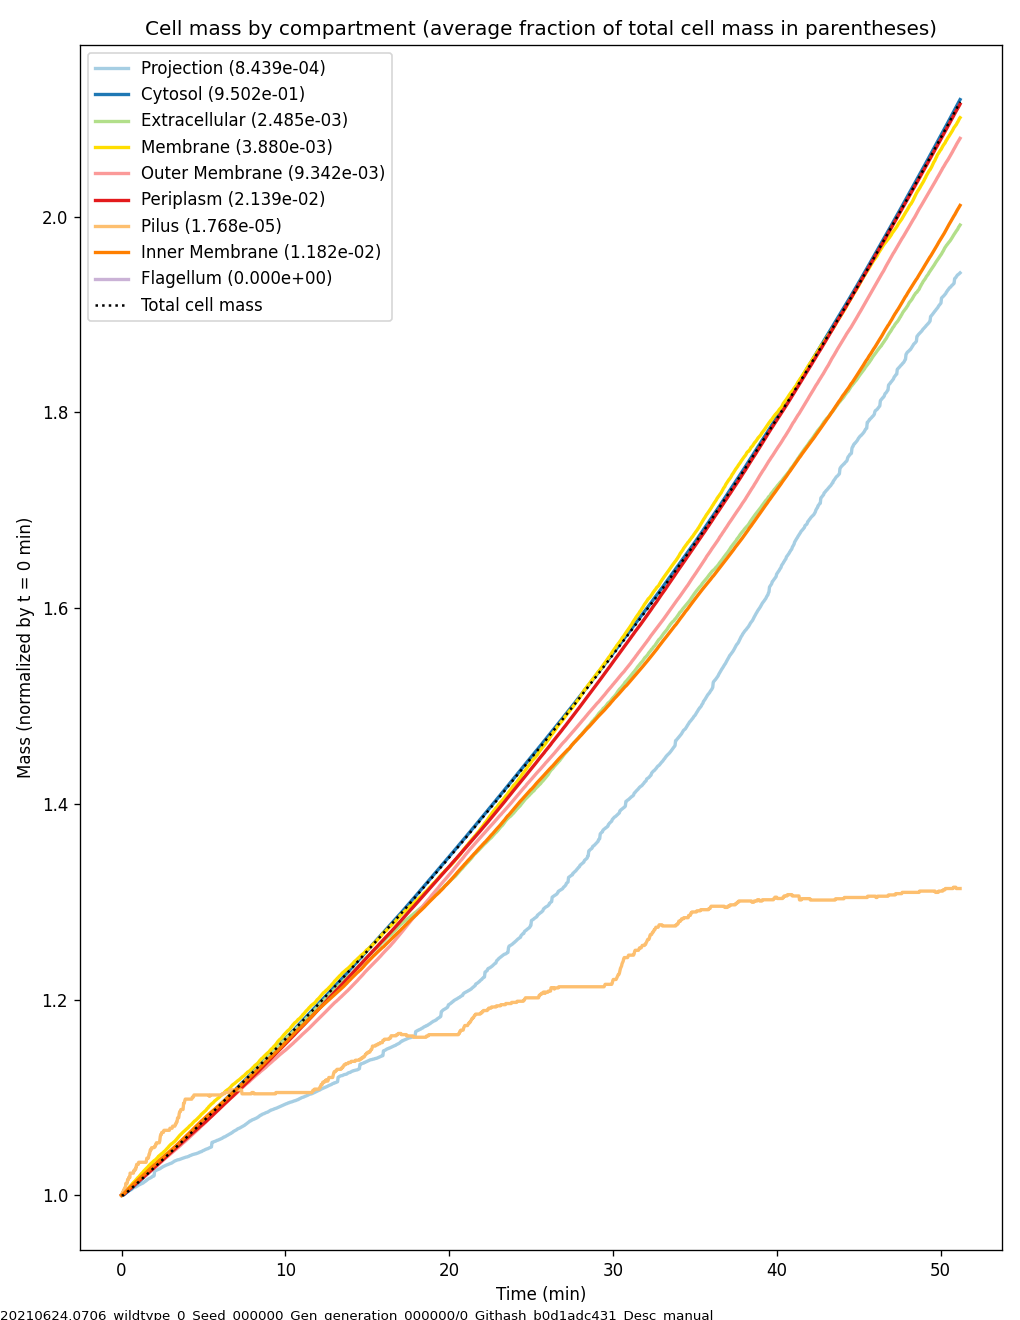 Cell mass by compartment (average fraction of total cell mass in parentheses)
Projection (8.439e-04)
Cytosol (9.502e-01)
Extracellular (2.485e-03)
Membrane (3.880e-03)
Outer Membrane (9.342e-03)
Periplasm (2.139e-02)
Pilus (1.768e-05)
Inner Membrane (1.182e-02)
Flagellum (0.000e+00)
Total cell mass
Mass (normalized by t = 0 min)
2.0
1.8
1.6
1.4
1.2
1.0
0 10 20 30 40 50
Time (min)
20210624.0706_wildtype_0_Seed_000000_Gen_generation_000000/0_Githash_b0d1adc431_Desc_manual